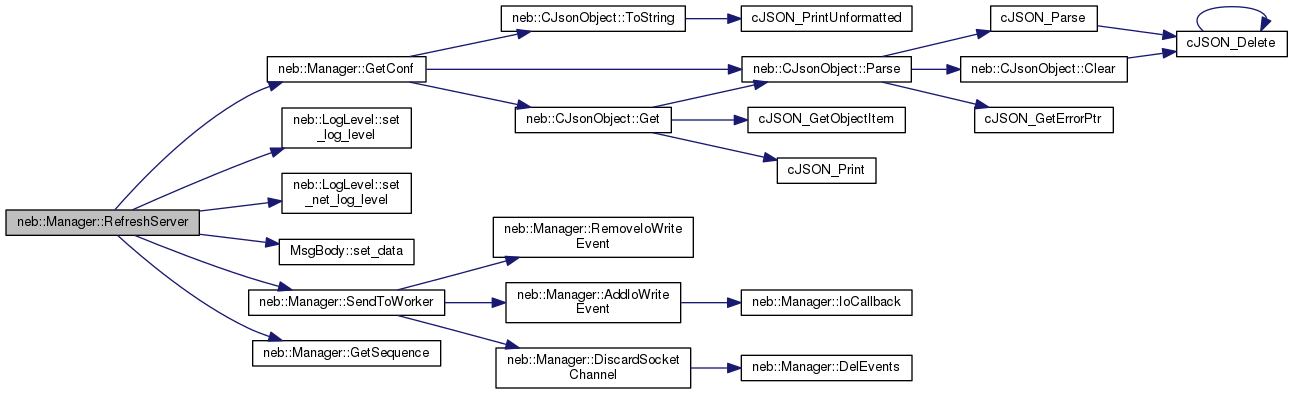 neb::Manager::RefreshServer
neb::Manager::GetConf
neb::CJsonObject::ToString
cJSON_PrintUnformatted
neb::CJsonObject::Parse
cJSON_Parse
cJSON_Delete
neb::CJsonObject::Clear
cJSON_GetErrorPtr
neb::CJsonObject::Get
cJSON_GetObjectItem
cJSON_Print
neb::LogLevel::set
_log_level
neb::LogLevel::set
_net_log_level
MsgBody::set_data
neb::Manager::SendToWorker
neb::Manager::RemoveIoWrite
Event
neb::Manager::AddIoWrite
Event
neb::Manager::IoCallback
neb::Manager::DiscardSocket
Channel
neb::Manager::DelEvents
neb::Manager::GetSequence